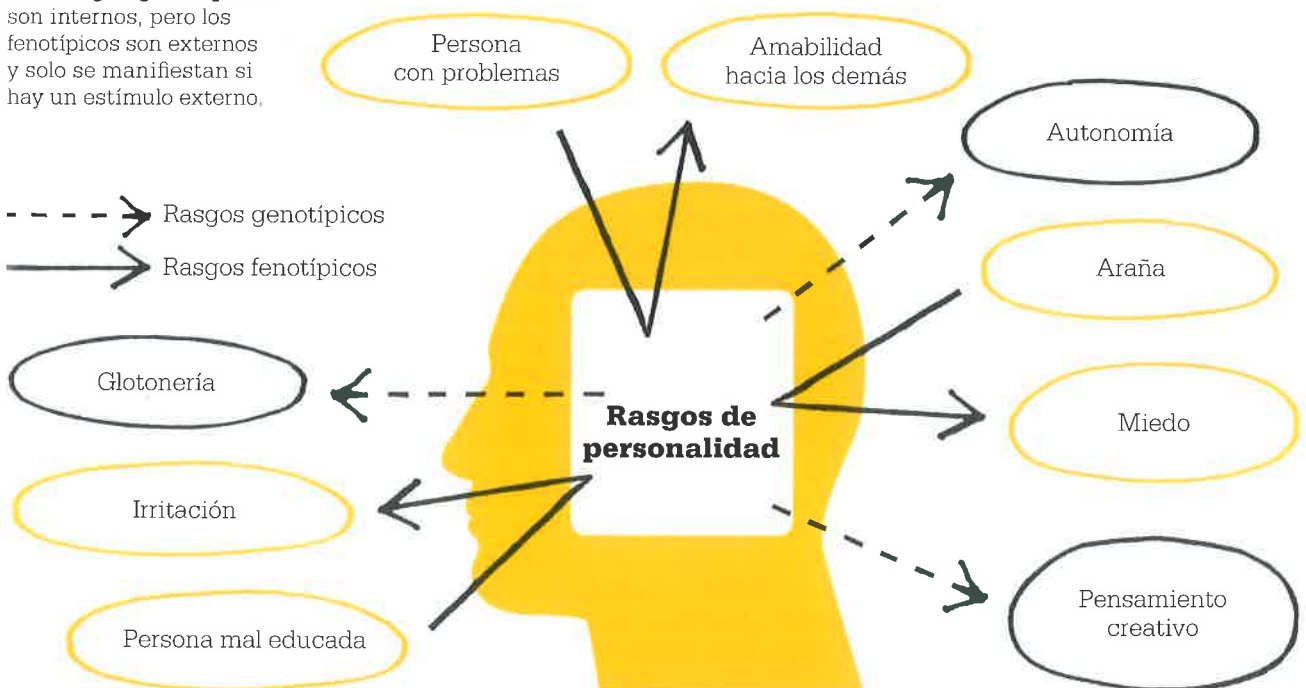 son internos, pero los
fenotípicos son externos
y solo se manifiestan si
hay un estímulo externo.
Persona
con problemas
Amabilidad
hacia los demás
Autonomía
Rasgos genotípicos
Rasgos fenotípicos
Araña
Glotonería
Rasgos de
personalidad
Miedo
Irritación
Persona mal educada
Pensamiento
creativo